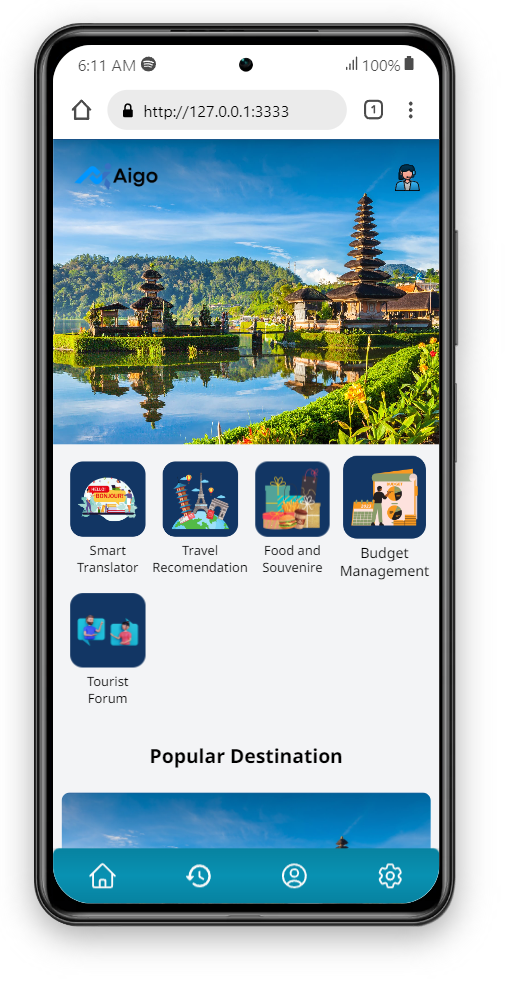 6:11 AM 100%
http://127.0.0.1:3333 1
Aigo
HELLO!
BONJOUR!
BUDGET
Smart
Translator
Travel
Recomendation
Food and
Souvenire
Budget
Management
Tourist
Forum
Popular Destination